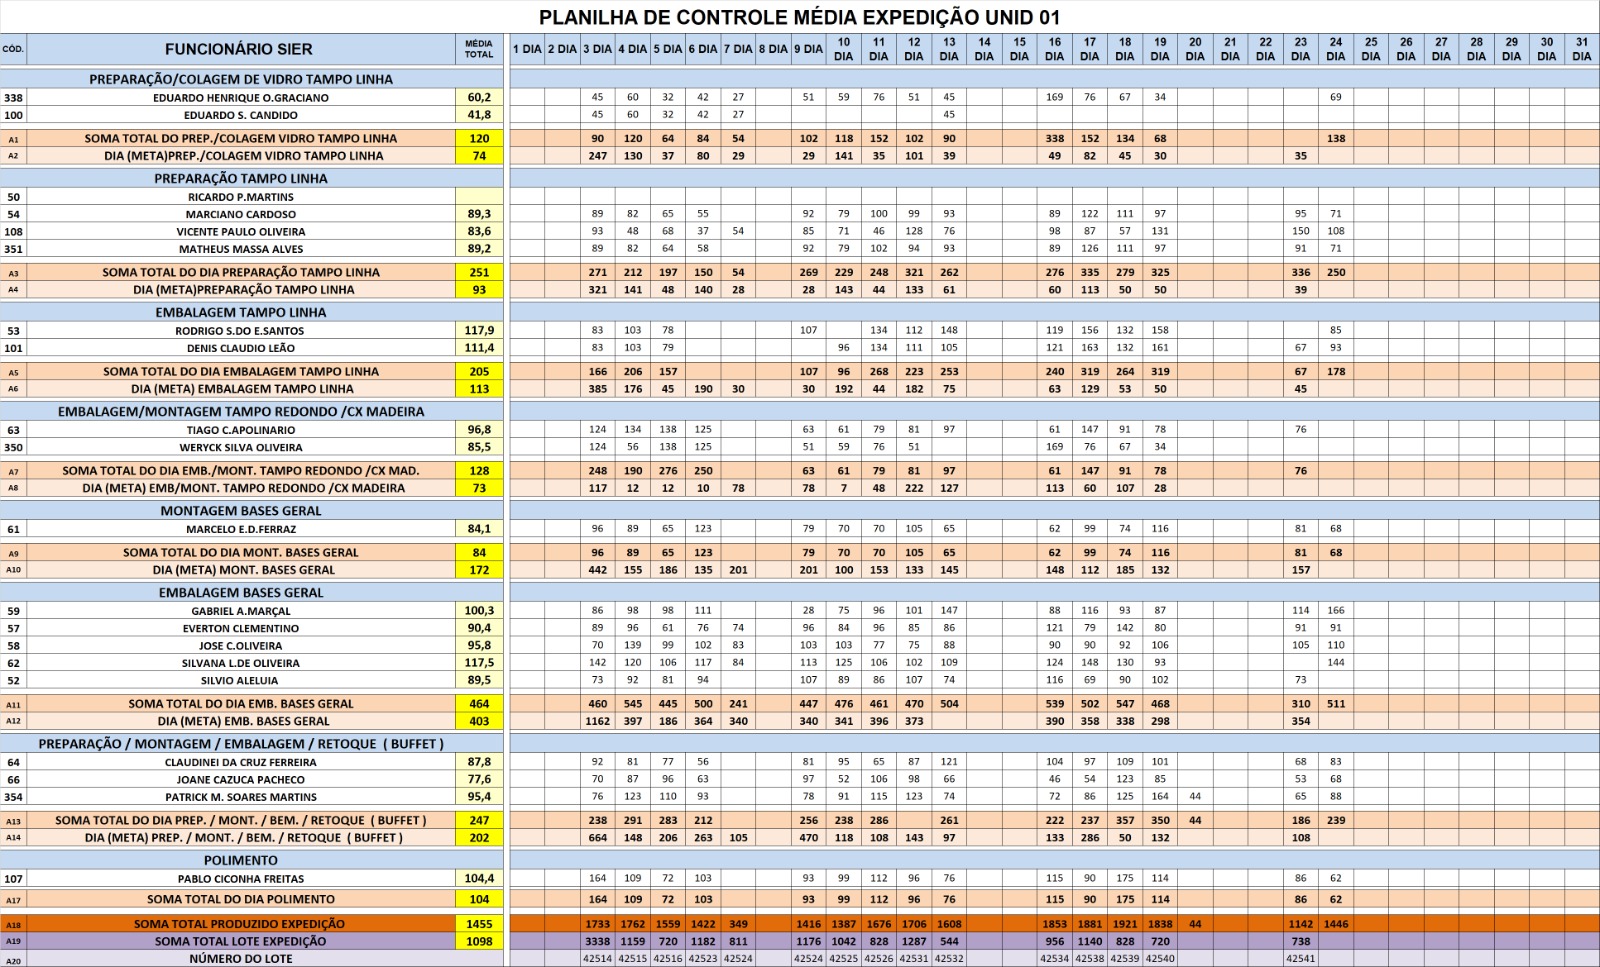 PLANILHA DE CONTROLE MÉDIA EXPEDIÇÃO UNID 01
CÓD. FUNCIONÁRIO SIER MÉDIA TOTAL 1 DIA 2 DIA 3 DIA 4 DIA 5 DIA 6 DIA 7 DIA 8 DIA 9 DIA 10 DIA 11 DIA 12 DIA 13 DIA 14 DIA 15 DIA 16 DIA 17 DIA 18 DIA 19 DIA 20 DIA 21 DIA 22 DIA 23 DIA 24 DIA 25 DIA 26 DIA 27 DIA 28 DIA 29 DIA 30 DIA 31 DIA
PREPARAÇÃO/COLAGEM DE VIDRO TAMPO LINHA
338 EDUARDO HENRIQUE O.GRACIANO 60,2 45 60 32 42 27 51 59 76 51 45 169 76 67 34 69
100 EDUARDO S. CANDIDO 41,8 45 60 32 42 27 45
A1 SOMA TOTAL DO PREP./COLAGEM VIDRO TAMPO LINHA 120 90 120 64 84 54 102 118 152 102 90 338 152 134 68 138
A2 DIA (META)PREP./COLAGEM VIDRO TAMPO LINHA 74 247 130 37 80 29 29 141 35 101 39 49 82 45 30 35
PREPARAÇÃO TAMPO LINHA
50 RICARDO P.MARTINS
54 MARCIANO CARDOSO 89,3 89 82 65 55 92 79 100 99 93 89 122 111 97 95 71
108 VICENTE PAULO OLIVEIRA 83,6 93 48 68 37 54 85 71 46 128 76 98 87 57 131 150 108
351 MATHEUS MASSA ALVES 89,2 89 82 64 58 92 79 102 94 93 89 126 111 97 91 71
A3 SOMA TOTAL DO DIA PREPARAÇÃO TAMPO LINHA 251 271 212 197 150 54 269 229 248 321 262 276 335 279 325 336 250
A4 DIA (META)PREPARAÇÃO TAMPO LINHA 93 321 141 48 140 28 28 143 44 133 61 60 113 50 50 39
EMBALAGEM TAMPO LINHA
53 RODRIGO S.DO E.SANTOS 117,9 83 103 78 107 134 112 148 119 156 132 158 85
101 DENIS CLAUDIO LEÃO 111,4 83 103 79 96 134 111 105 121 163 132 161 67 93
A5 SOMA TOTAL DO DIA EMBALAGEM TAMPO LINHA 205 166 206 157 107 96 268 223 253 240 319 264 319 67 178
A6 DIA (META) EMBALAGEM TAMPO LINHA 113 385 176 45 190 30 30 192 44 182 75 63 129 53 50 45
EMBALAGEM/MONTAGEM TAMPO REDONDO /CX MADEIRA
63 TIAGO C.APOLINARIO 96,8 124 134 138 125 63 61 79 81 97 61 147 91 78 76
350 WERYCK SILVA OLIVEIRA 85,5 124 56 138 125 51 59 76 51 169 76 67 34
A7 SOMA TOTAL DO DIA EMB./MONT. TAMPO REDONDO /CX MAD. 128 248 190 276 250 63 61 79 81 97 61 147 91 78 76
A8 DIA (META) EMB/MONT. TAMPO REDONDO /CX MADEIRA 73 117 12 12 10 78 78 7 48 222 127 113 60 107 28
MONTAGEM BASES GERAL
61 MARCELO E.D.FERRAZ 84,1 96 89 65 123 79 70 70 105 65 62 99 74 116 81 68
A9 SOMA TOTAL DO DIA MONT. BASES GERAL 84 96 89 65 123 79 70 70 105 65 62 99 74 116 81 68
A10 DIA (META) MONT. BASES GERAL 172 442 155 186 135 201 201 100 153 133 145 148 112 185 132 157
EMBALAGEM BASES GERAL
59 GABRIEL A.MARÇAL 100,3 86 98 98 111 28 75 96 101 147 88 116 93 87 114 166
57 EVERTON CLEMENTINO 90,4 89 96 61 76 74 96 84 96 85 86 121 79 142 80 91 91
58 JOSE C.OLIVEIRA 95,8 70 139 99 102 83 103 103 77 75 88 90 90 92 106 105 110
62 SILVANA L.DE OLIVEIRA 117,5 142 120 106 117 84 113 125 106 102 109 124 148 130 93 144
52 SILVIO ALELUIA 89,5 73 92 81 94 107 89 86 107 74 116 69 90 102 73
A11 SOMA TOTAL DO DIA EMB. BASES GERAL 464 460 545 445 500 241 447 476 461 470 504 539 502 547 468 310 511
A12 DIA (META) EMB. BASES GERAL 403 1162 397 186 364 340 340 341 396 373 390 358 338 298 354
PREPARAÇÃO / MONTAGEM / EMBALAGEM / RETOQUE ( BUFFET )
64 CLAUDINEI DA CRUZ FERREIRA 87,8 92 81 77 56 81 95 65 87 121 104 97 109 101 68 83
66 JOANE CAZUCA PACHECO 77,6 70 87 96 63 97 52 106 98 66 46 54 123 85 53 68
354 PATRICK M. SOARES MARTINS 95,4 76 123 110 93 78 91 115 123 74 72 86 125 164 44 65 88
A13 SOMA TOTAL DO DIA PREP. / MONT. / BEM. / RETOQUE ( BUFFET ) 247 238 291 283 212 256 238 286 261 222 237 357 350 44 186 239
A14 DIA (META) PREP. / MONT. / BEM. / RETOQUE ( BUFFET ) 202 664 148 206 263 105 470 118 108 143 97 133 286 50 132 108
POLIMENTO
107 PABLO CICONHA FREITAS 104,4 164 109 72 103 93 99 112 96 76 115 90 175 114 86 62
A17 SOMA TOTAL DO DIA POLIMENTO 104 164 109 72 103 93 99 112 96 76 115 90 175 114 86 62
A18 SOMA TOTAL PRODUZIDO EXPEDIÇÃO 1455 1733 1762 1559 1422 349 1416 1387 1676 1706 1608 1853 1881 1921 1838 44 1142 1446
A19 SOMA TOTAL LOTE EXPEDIÇÃO 1098 3338 1159 720 1182 811 1176 1042 828 1287 544 956 1140 828 720 738
A20 NÚMERO DO LOTE 42514 42515 42516 42523 42524 42524 42525 42526 42531 42532 42534 42538 42539 42540 42541